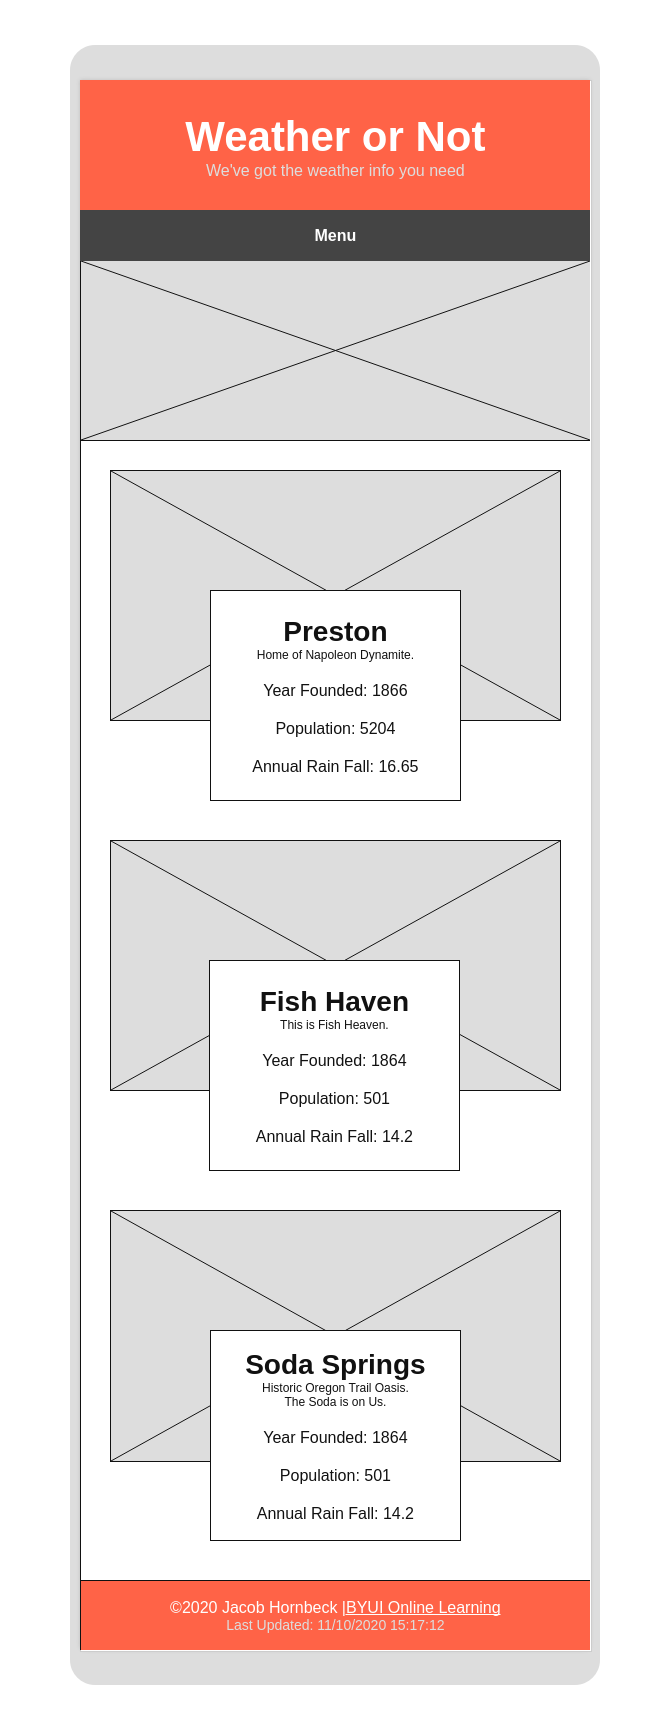 Weather or Not
We've got the weather info you need
Menu
Preston
Home of Napoleon Dynamite.
Year Founded: 1866
Population: 5204
Annual Rain Fall: 16.65
Fish Haven
This is Fish Heaven.
Year Founded: 1864
Population: 501
Annual Rain Fall: 14.2
Soda Springs
Historic Oregon Trail Oasis.
The Soda is on Us.
Year Founded: 1864
Population: 501
Annual Rain Fall: 14.2
©2020 Jacob Hornbeck |BYUI Online Learning
Last Updated: 11/10/2020 15:17:12